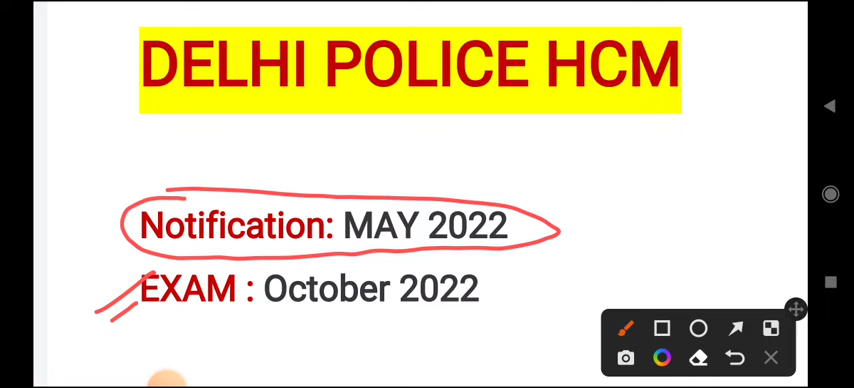 DELHI POLICE HCM
Notification: MAY 2022
EXAM : October 2022